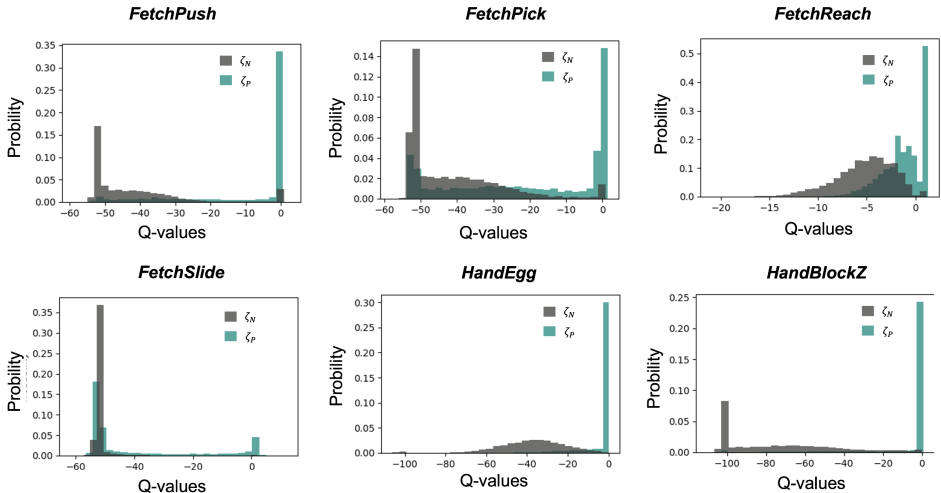 FetchPush
FetchPick
FetchReach
0.35
0.30
0.25
0.20
0.15
0.10
0.05
0.00
Probility
ζN
ζP
−60 −50 −40 −30 −20 −10 0
Q-values
0.14
0.12
0.10
0.08
0.06
0.04
0.02
0.00
Probility
ζN
ζP
−60 −50 −40 −30 −20 −10 0
Q-values
0.5
0.4
0.3
0.2
0.1
0.0
Probility
ζN
ζP
−20 −15 −10 −5 0
Q-values
FetchSlide
HandEgg
HandBlockZ
0.35
0.30
0.25
0.20
0.15
0.10
0.05
0.00
Probility
ζN
ζP
−60 −40 −20 0
Q-values
0.30
0.25
0.20
0.15
0.10
0.05
0.00
Probility
ζN
ζP
−100 −80 −60 −40 −20 0
Q-values
0.25
0.20
0.15
0.10
0.05
0.00
Probility
ζN
ζP
−100 −80 −60 −40 −20 0
Q-values